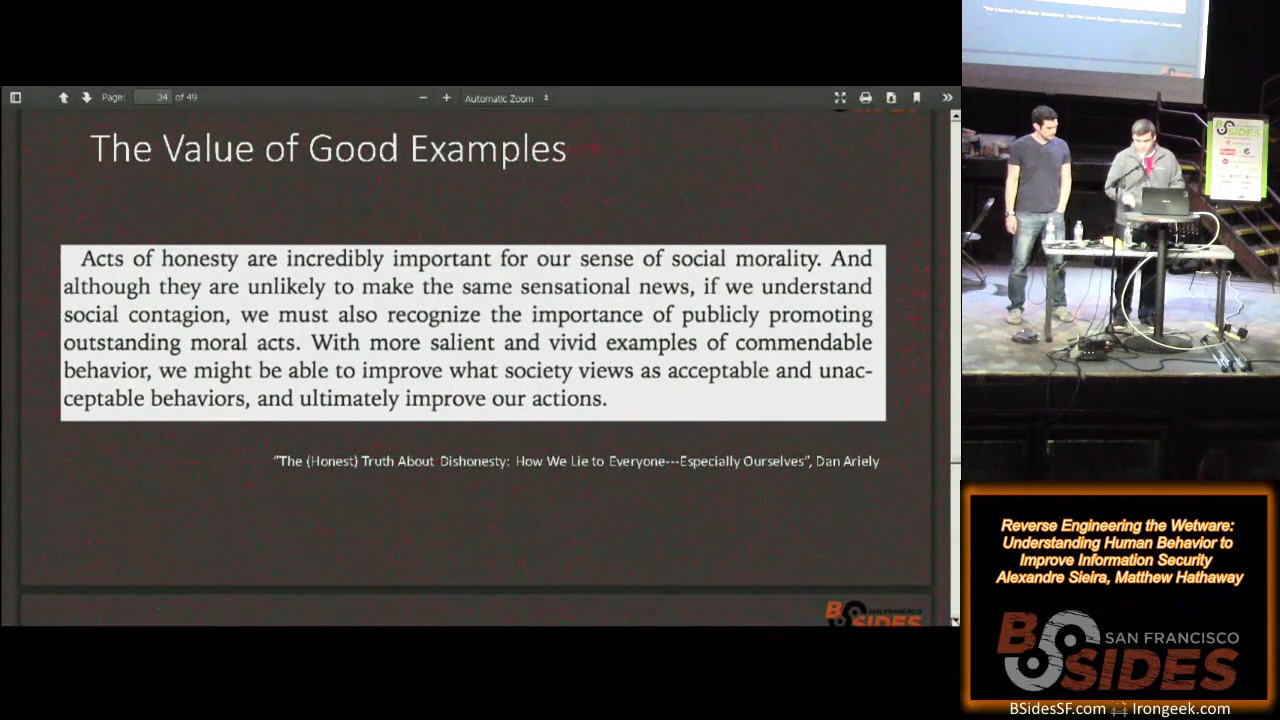 Page: 34 of 49
Automatic Zoom
The Value of Good Examples
Acts of honesty are incredibly important for our sense of social morality. And
although they are unlikely to make the same sensational news, if we understand
social contagion, we must also recognize the importance of publicly promoting
outstanding moral acts. With more salient and vivid examples of commendable
behavior, we might be able to improve what society views as acceptable and unac-
ceptable behaviors, and ultimately improve our actions.
"The (Honest) Truth About Dishonesty: How We Lie to Everyone---Especially Ourselves", Dan Ariely
SAN FRANCISCO
BSIDES
BSIDES
Reverse Engineering the Wetware:
Understanding Human Behavior to
Improve Information Security
Alexandre Sieira, Matthew Hathaway
BSIDES
SAN FRANCISCO
BSidesSF.com Irongeek.com